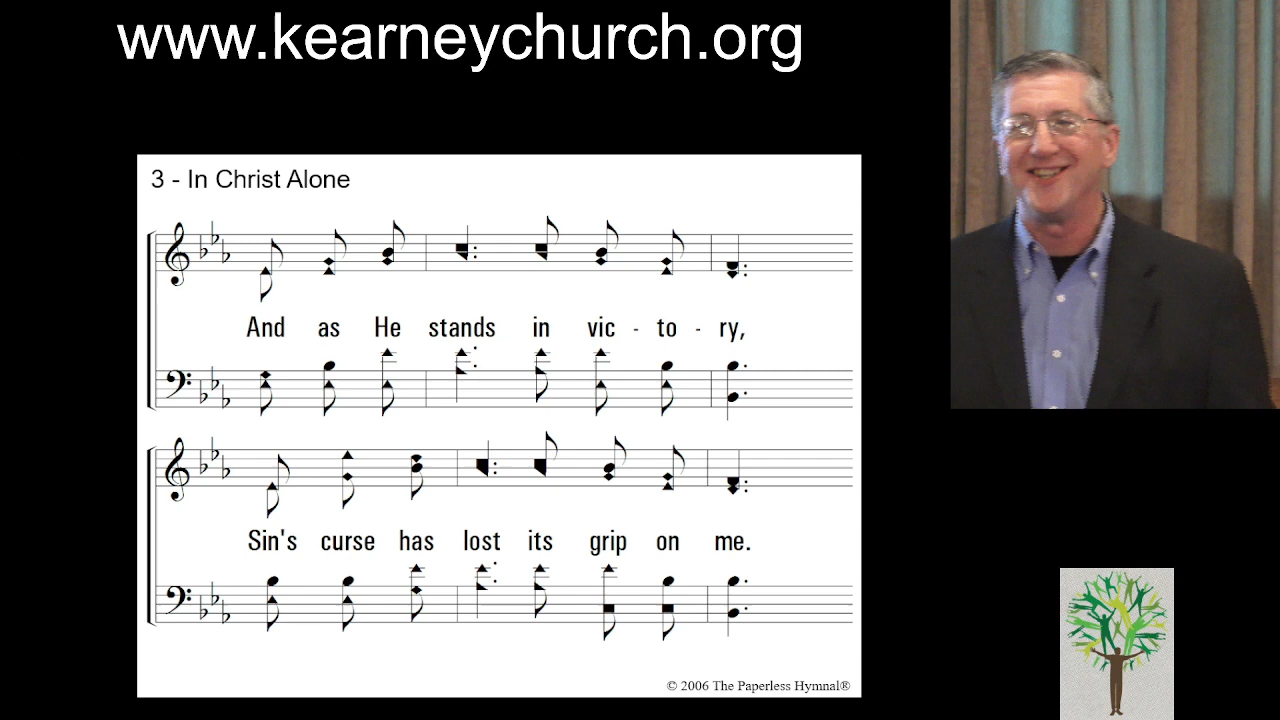 www.kearneychurch.org
3 - In Christ Alone
And as He stands in vic - to - ry,
Sin's curse has lost its grip on me.
© 2006 The Paperless Hymnal®